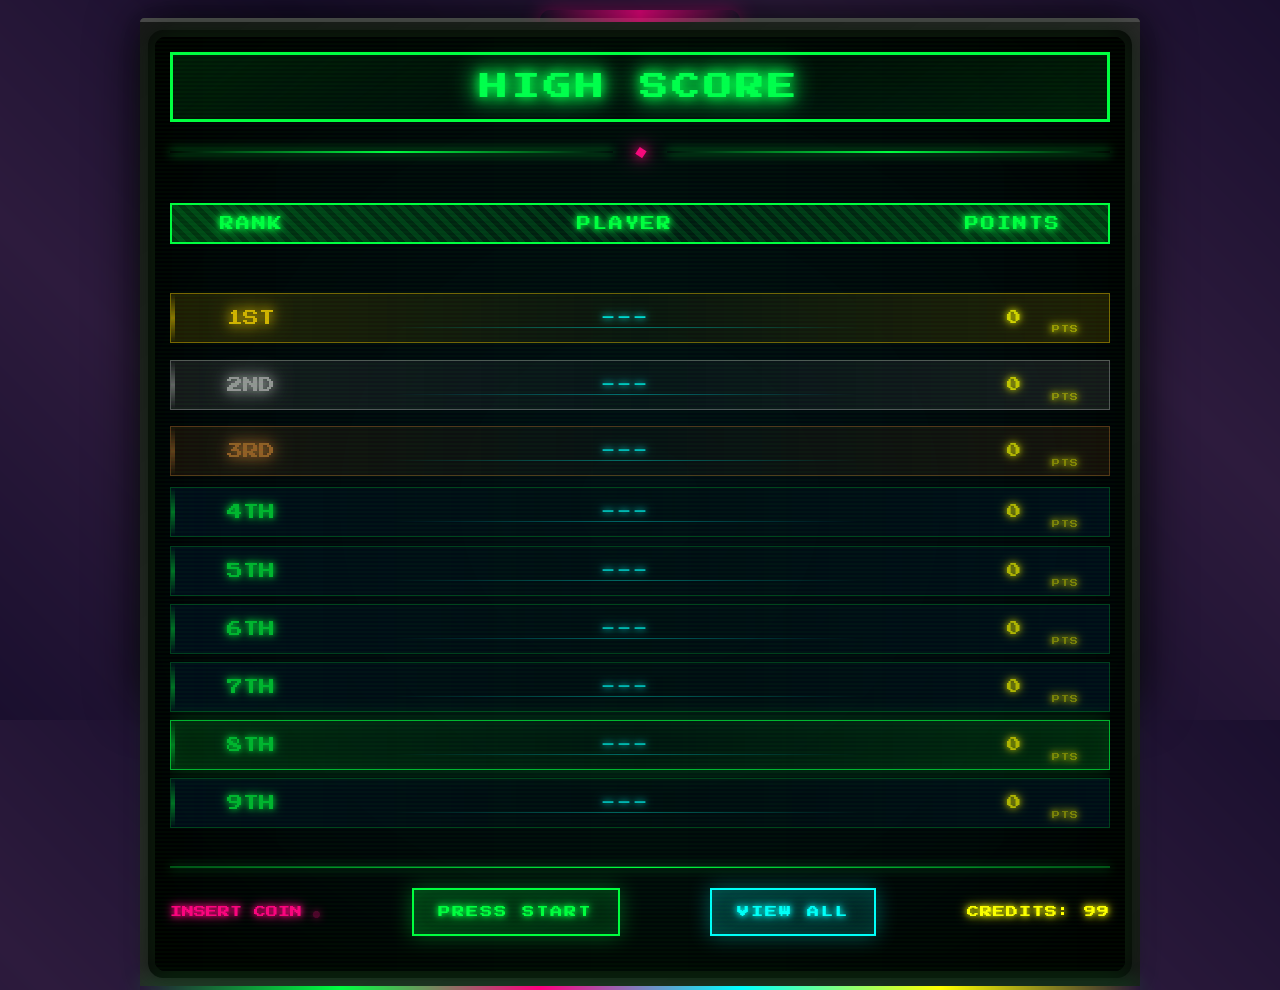 HIGH SCORE
RANK PLAYER POINTS
1ST --- 0 PTS
2ND --- 0 PTS
3RD --- 0 PTS
4TH --- 0 PTS
5TH --- 0 PTS
6TH --- 0 PTS
7TH --- 0 PTS
8TH --- 0 PTS
9TH --- 0 PTS
INSERT COIN PRESS START VIEW ALL CREDITS: 99